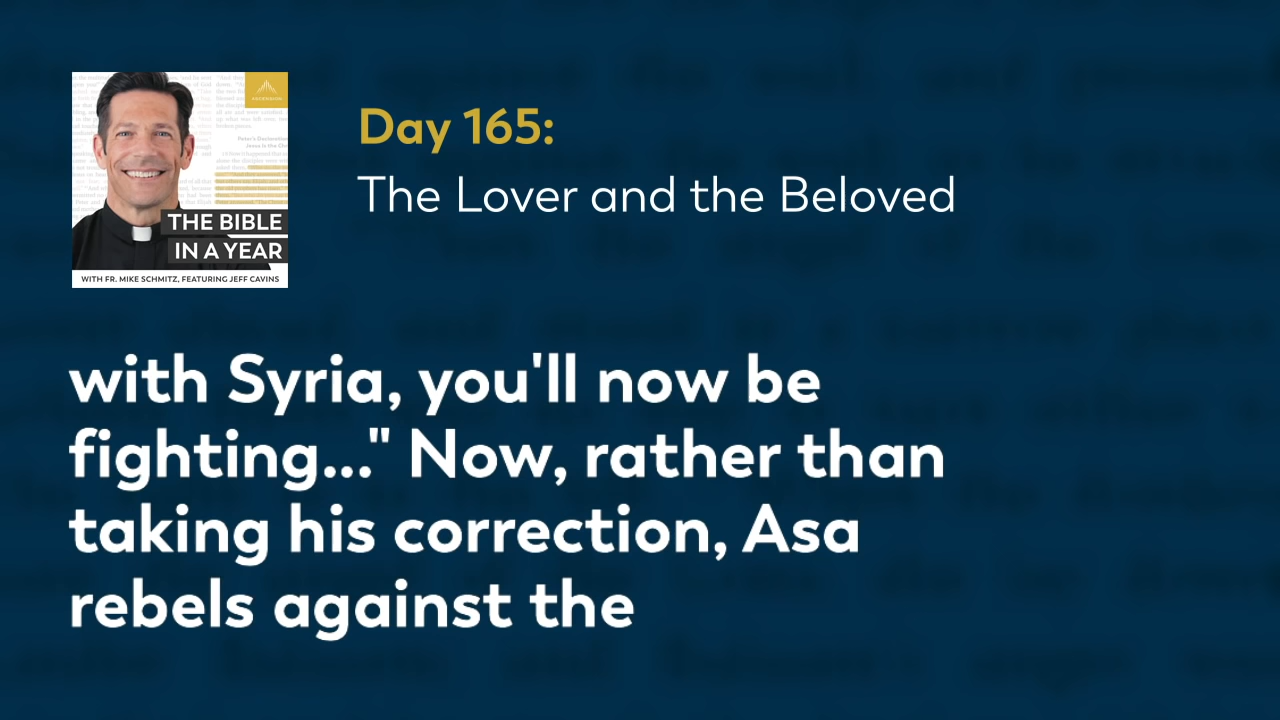 Day 165:
The Lover and the Beloved
THE BIBLE
IN A YEAR
WITH FR. MIKE SCHMITZ, FEATURING JEFF CAVINS
with Syria, you'll now be
fighting..." Now, rather than
taking his correction, Asa
rebels against the